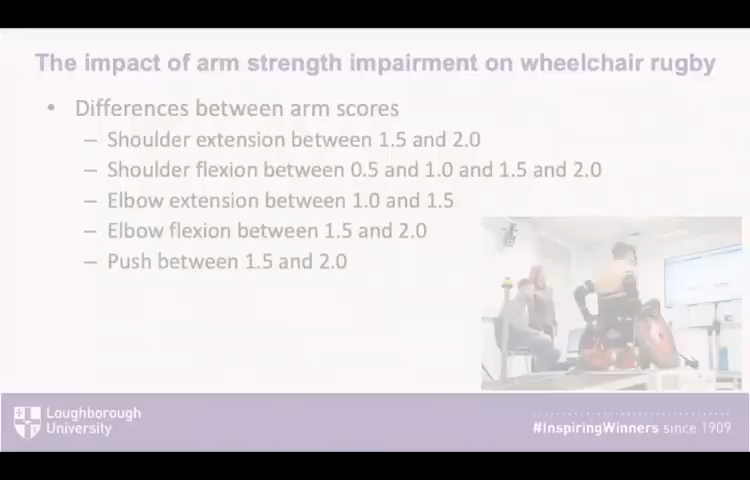 The impact of arm strength impairment on wheelchair rugby
• Differences between arm scores
– Shoulder extension between 1.5 and 2.0
– Shoulder flexion between 0.5 and 1.0 and 1.5 and 2.0
– Elbow extension between 1.0 and 1.5
– Elbow flexion between 1.5 and 2.0
– Push between 1.5 and 2.0
Loughborough
University
#InspiringWinners since 1909